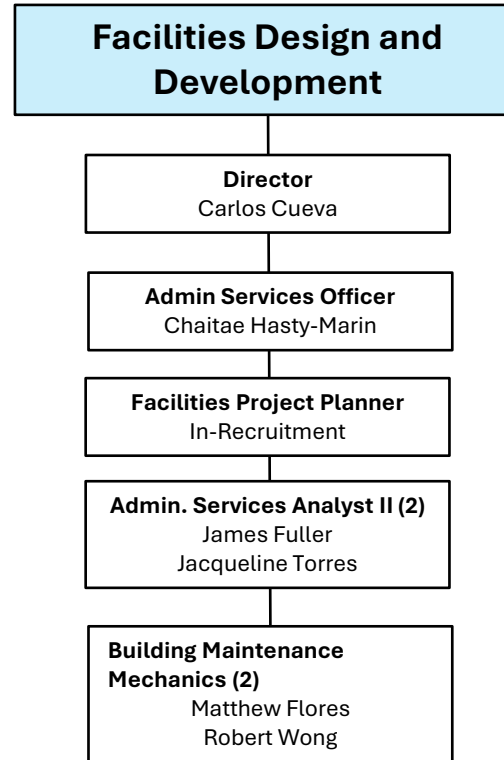 Facilities Design and
Development
Director
Carlos Cueva
Admin Services Officer
Chaitae Hasty-Marin
Facilities Project Planner
In-Recruitment
Admin. Services Analyst II (2)
James Fuller
Jacqueline Torres
Building Maintenance
Mechanics (2)
Matthew Flores
Robert Wong